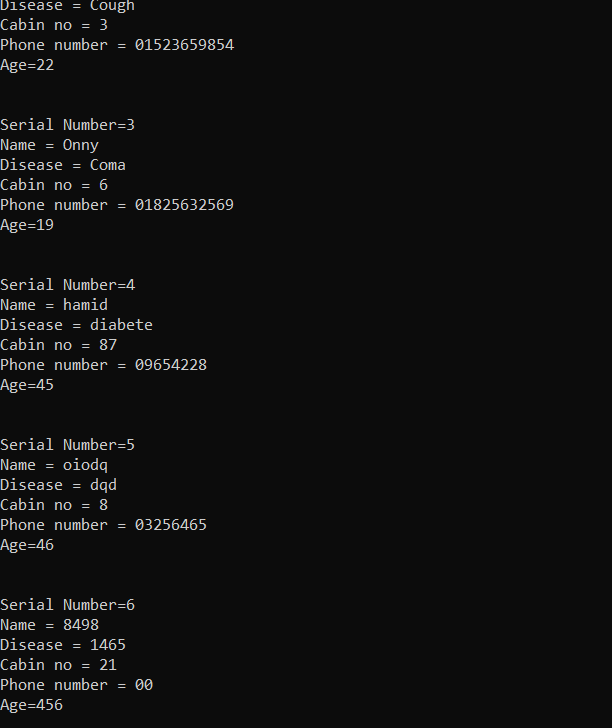 Disease = Cough
Cabin no = 3
Phone number = 01523659854
Age=22
Serial Number=3
Name = Onny
Disease = Coma
Cabin no = 6
Phone number = 01825632569
Age=19
Serial Number=4
Name = hamid
Disease = diabete
Cabin no = 87
Phone number = 09654228
Age=45
Serial Number=5
Name = oiodq
Disease = dqd
Cabin no = 8
Phone number = 03256465
Age=46
Serial Number=6
Name = 8498
Disease = 1465
Cabin no = 21
Phone number = 00
Age=456